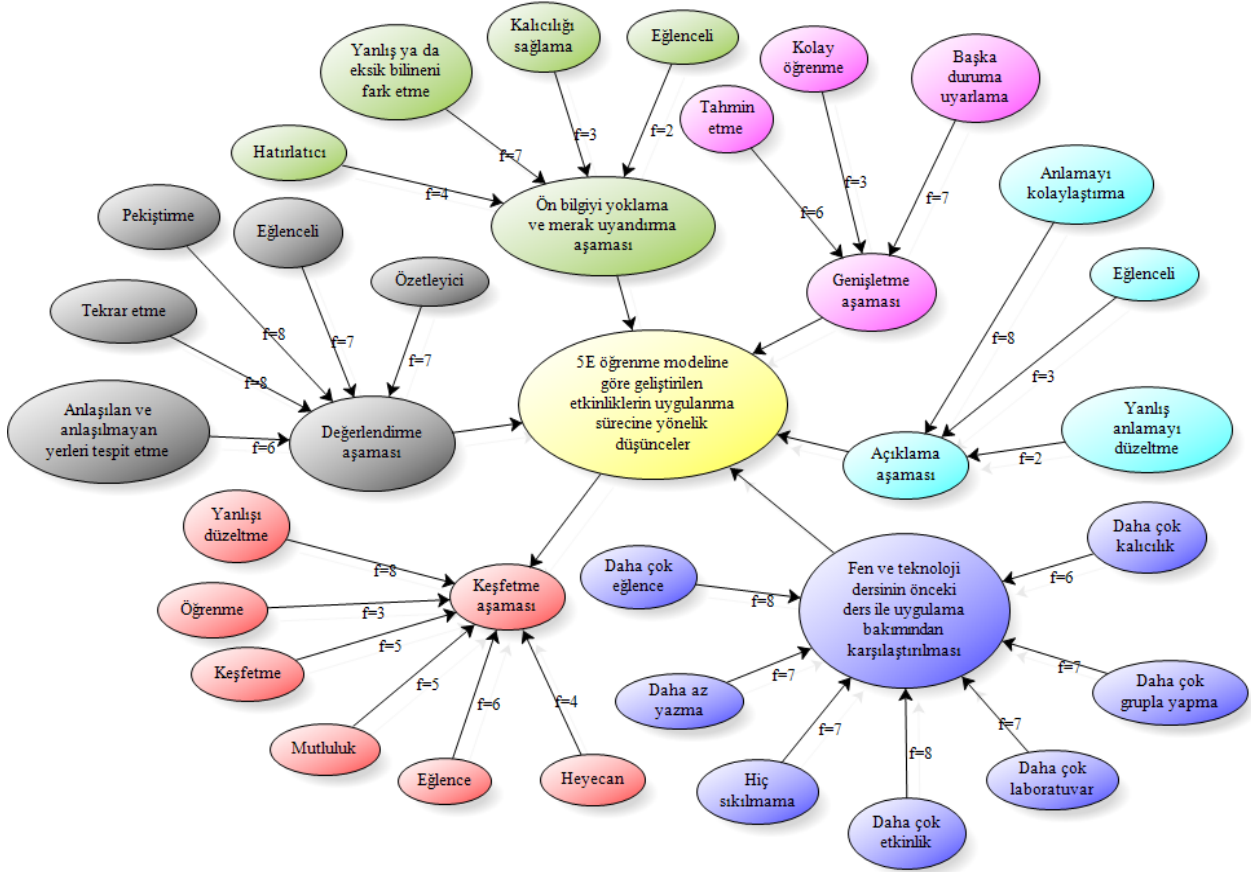 Yanlış ya da
eksik bilineni
fark etme
Kalıcılığı
sağlama
Eğlenceli
Kolay
öğrenme
Başka
duruma
uyarlama
Tahmin
etme
Hatırlatıcı
f=4
f=7
f=3
f=2
f=6
f=3
f=7
Ön bilgiyi yoklama
ve merak uyandırma
aşaması
Genişletme
aşaması
Anlamayı
kolaylaştırma
Eğlenceli
Yanlış
anlamayı
düzeltme
f=8
f=3
f=2
Açıklama
aşaması
Pekiştirme
Eğlenceli
Özetleyici
Tekrar etme
Anlaşılan ve
anlaşılmayan
yerleri tespit etme
f=8
f=7
f=7
f=8
f=6
Değerlendirme
aşaması
5E öğrenme modeline
göre geliştirilen
etkinliklerin uygulanma
sürecine yönelik
düşünceler
Yanlışı
düzeltme
Öğrenme
Keşfetme
Mutluluk
Eğlence
Heyecan
f=8
f=3
f=5
f=5
f=6
f=4
Keşfetme
aşaması
Daha çok
eğlence
Daha az
yazma
Hiç
sıkılmama
Daha çok
etkinlik
Daha çok
laboratuvar
Daha çok
grupla yapma
Daha çok
kalıcılık
f=8
f=7
f=7
f=8
f=7
f=7
f=6
Fen ve teknoloji
dersinin önceki
ders ile uygulama
bakımından
karşılaştırılması